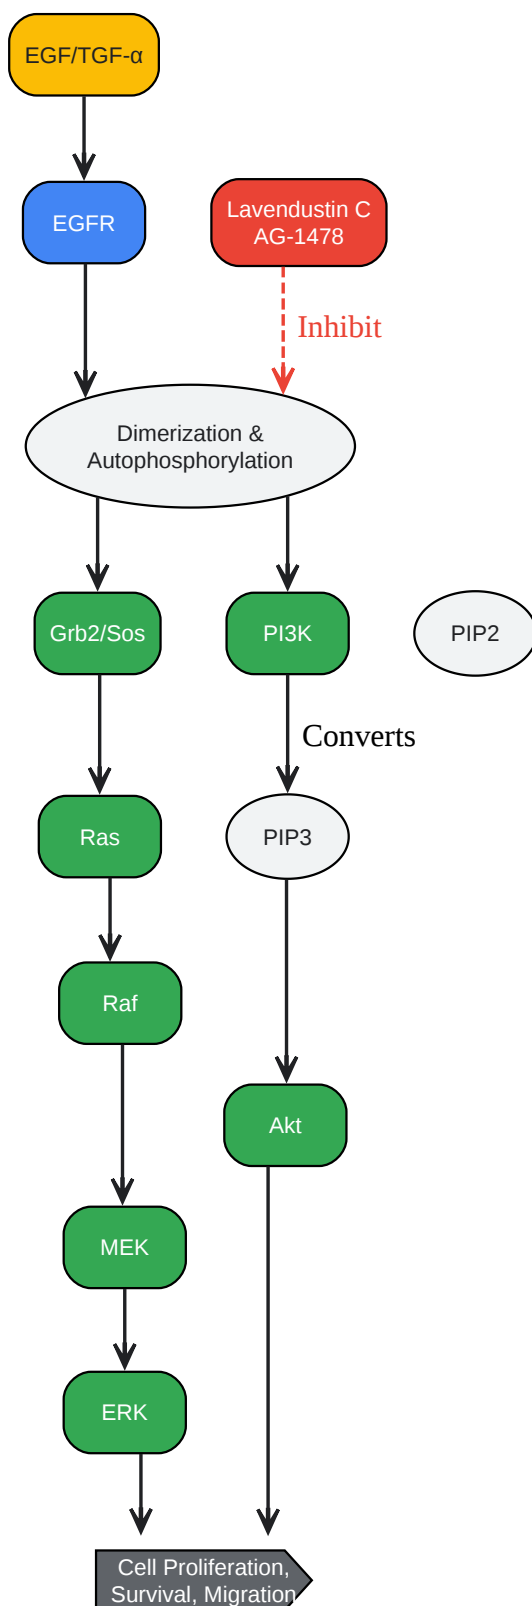 EGF/TGF-α
EGFR
Lavendustin C
AG-1478
Inhibit
Dimerization &
Autophosphorylation
Grb2/Sos
PI3K
PIP2
Converts
Ras
PIP3
Raf
Akt
MEK
ERK
Cell Proliferation,
Survival, Migration